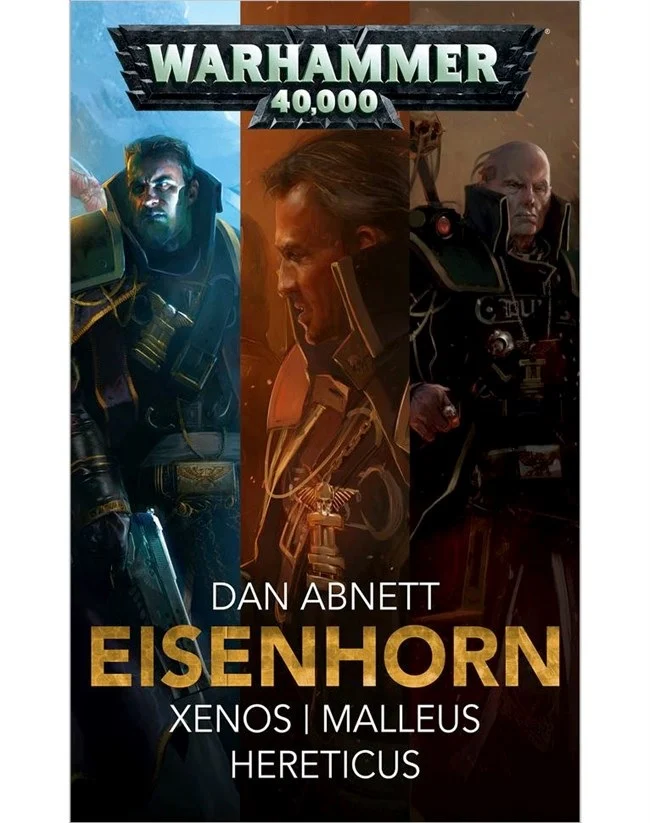 WARHAMMER
40,000
DAN ABNETT
EISENHORN
XENOS | MALLEUS
HERETICUS